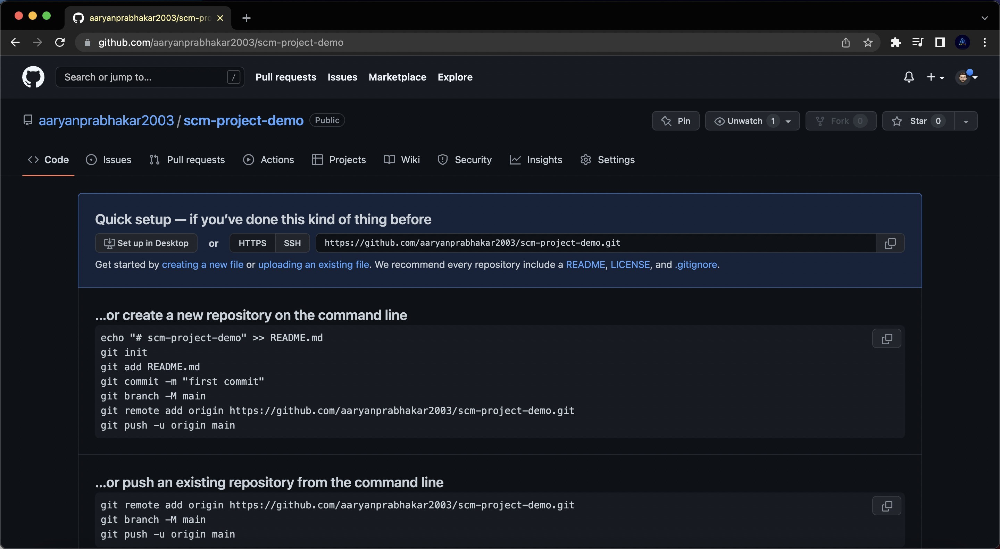 aaryanprabhakar2003/scm-pro
github.com/aaryanprabhakar2003/scm-project-demo
Search or jump to... /
Pull requests Issues Marketplace Explore
aaryanprabhakar2003 / scm-project-demo Public
Pin Unwatch 1 Fork 0 Star 0
Code Issues Pull requests Actions Projects Wiki Security Insights Settings
Quick setup — if you’ve done this kind of thing before
Set up in Desktop or HTTPS SSH https://github.com/aaryanprabhakar2003/scm-project-demo.git
Get started by creating a new file or uploading an existing file. We recommend every repository include a README, LICENSE, and .gitignore.
…or create a new repository on the command line
echo "# scm-project-demo" >> README.md
git init
git add README.md
git commit -m "first commit"
git branch -M main
git remote add origin https://github.com/aaryanprabhakar2003/scm-project-demo.git
git push -u origin main
…or push an existing repository from the command line
git remote add origin https://github.com/aaryanprabhakar2003/scm-project-demo.git
git branch -M main
git push -u origin main